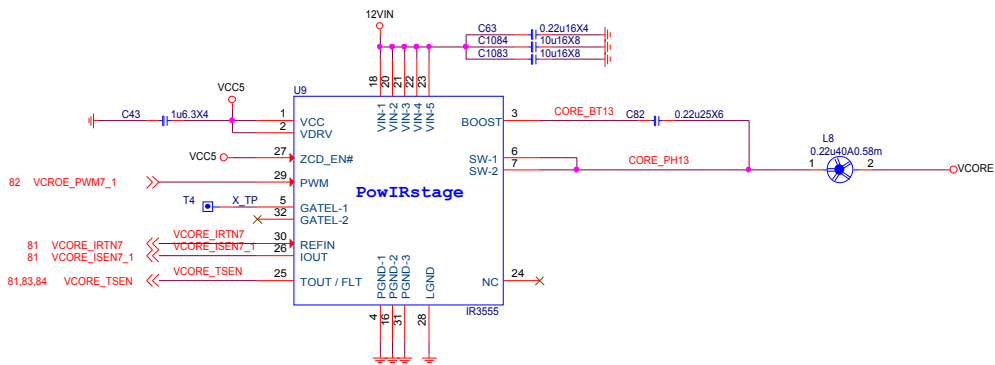 12VIN
C63 0.22u16X4
C1084 10u16X8
C1083 10u16X8
18 20 21 22 23
VCC5
U9
C43 1u6.3X4
1 VCC
2 VDRV
VIN-1 VIN-2 VIN-3 VIN-4 VIN-5
BOOST 3 CORE_BT13 C82 0.22u25X6
L8
0.22u40A0.58m
VCC5 27 ZCD_EN#
SW-1 6
SW-2 7 CORE_PH13 1 2 VCORE
82 VCROE_PWM7_1 29 PWM
PowIRstage
T4 X_TP 5 GATEL-1
32 GATEL-2
81 VCORE_IRTN7 VCORE_IRTN7 30 REFIN
81 VCORE_ISEN7_1 VCORE_ISEN7_1 26 IOUT
81,83,84 VCORE_TSEN VCORE_TSEN 25 TOUT / FLT
PGND-1 PGND-2 PGND-3 LGND
NC 24
IR3555
4 16 31 28